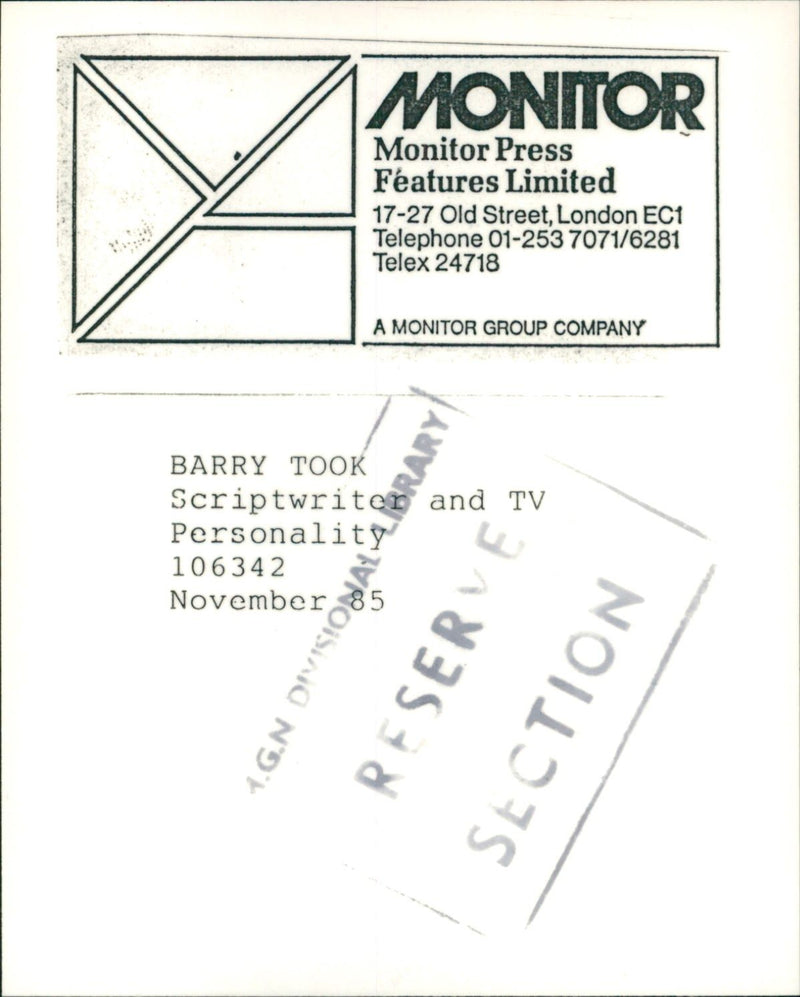 MONITOR
Monitor Press
Features Limited
17-27 Old Street, London EC1
Telephone 01-253 7071/6281
Telex 24718
A MONITOR GROUP COMPANY
BARRY TOOK
Scriptwriter and TV
Personality
106342
November 85
I.G.N DIVISIONAL LIBRARY
RESERVE
SECTION